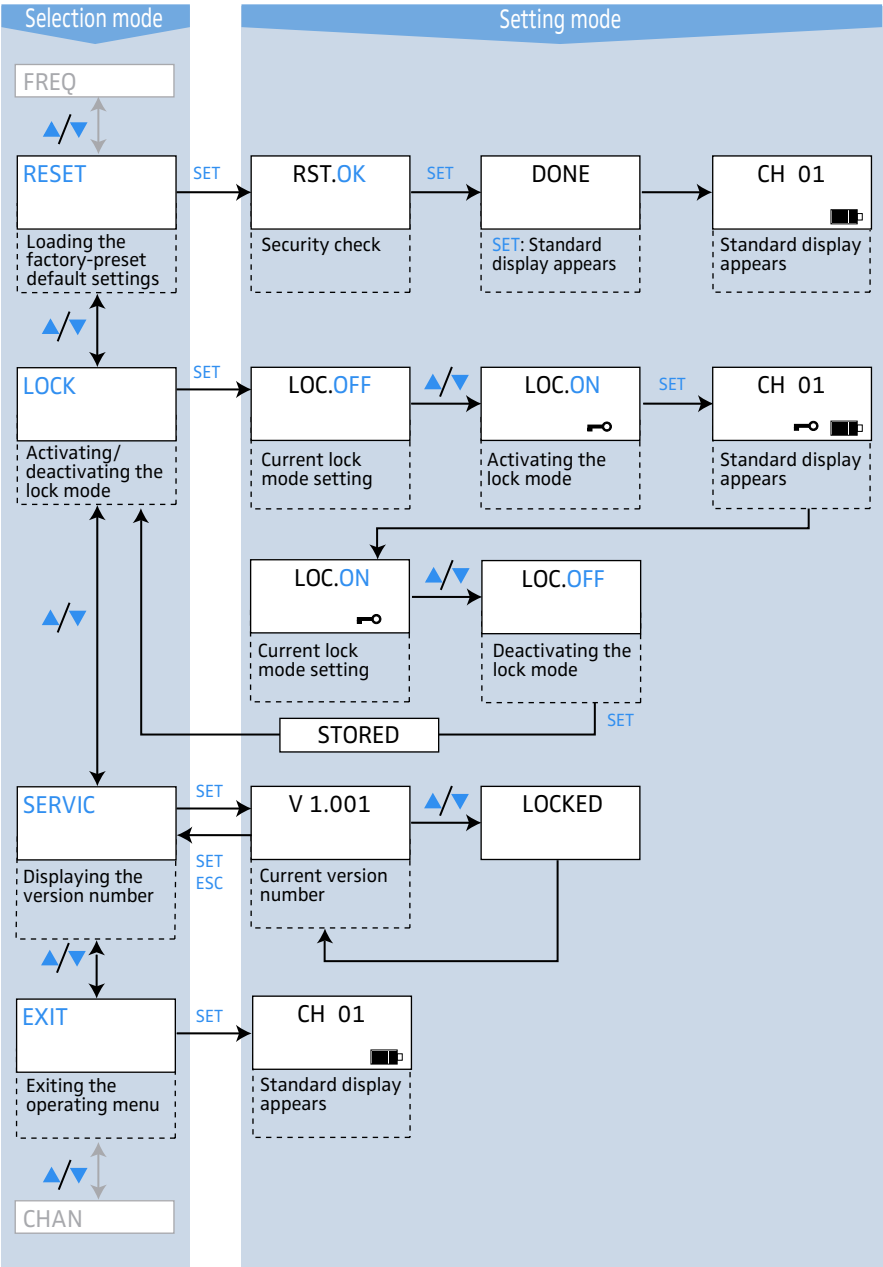 Selection mode
Setting mode
FREQ
▲/▼
RESET
SET
RST.OK
SET
DONE
CH 01
Loading the
factory-preset
default settings
Security check
SET: Standard
display appears
Standard display
appears
▲/▼
LOCK
SET
LOC.OFF
▲/▼
LOC.ON
SET
CH 01
Activating/
deactivating the
lock mode
Current lock
mode setting
Activating the
lock mode
Standard display
appears
▲/▼
LOC.ON
▲/▼
LOC.OFF
Current lock
mode setting
Deactivating the
lock mode
SET
STORED
SERVIC
SET
V 1.001
▲/▼
LOCKED
SET
ESC
Displaying the
version number
Current version
number
▲/▼
EXIT
SET
CH 01
Exiting the
operating menu
Standard display
appears
▲/▼
CHAN